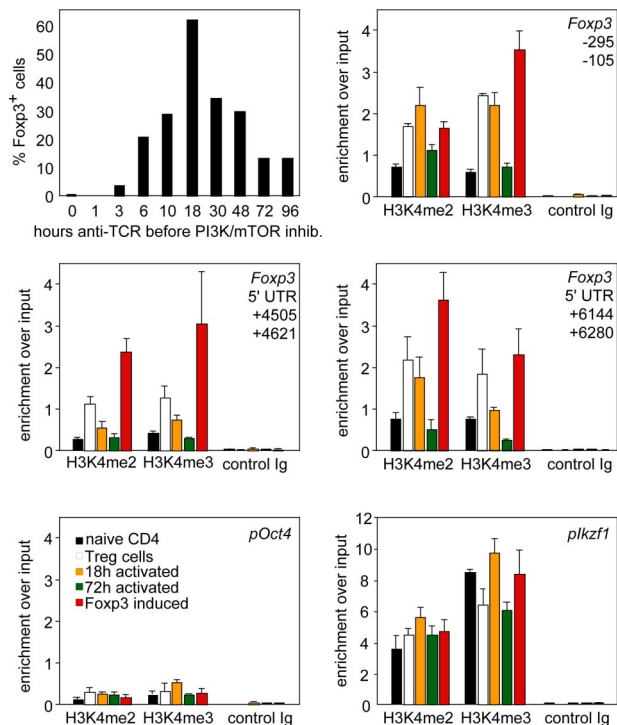 60
50
40
30
20
10
0
% Foxp3+ cells
0 1 3 6 10 18 30 48 72 96
hours anti-TCR before PI3K/mTOR inhib.
4
3
2
1
0
enrichment over input
Foxp3
-295
-105
H3K4me2 H3K4me3 control Ig
4
3
2
1
0
enrichment over input
Foxp3
5' UTR
+4505
+4621
H3K4me2 H3K4me3 control Ig
4
3
2
1
0
enrichment over input
Foxp3
5' UTR
+6144
+6280
H3K4me2 H3K4me3 control Ig
4
3
2
1
0
enrichment over input
pOct4
naive CD4
Treg cells
18h activated
72h activated
Foxp3 induced
H3K4me2 H3K4me3 control Ig
12
10
8
6
4
2
0
enrichment over input
pIkzf1
H3K4me2 H3K4me3 control Ig